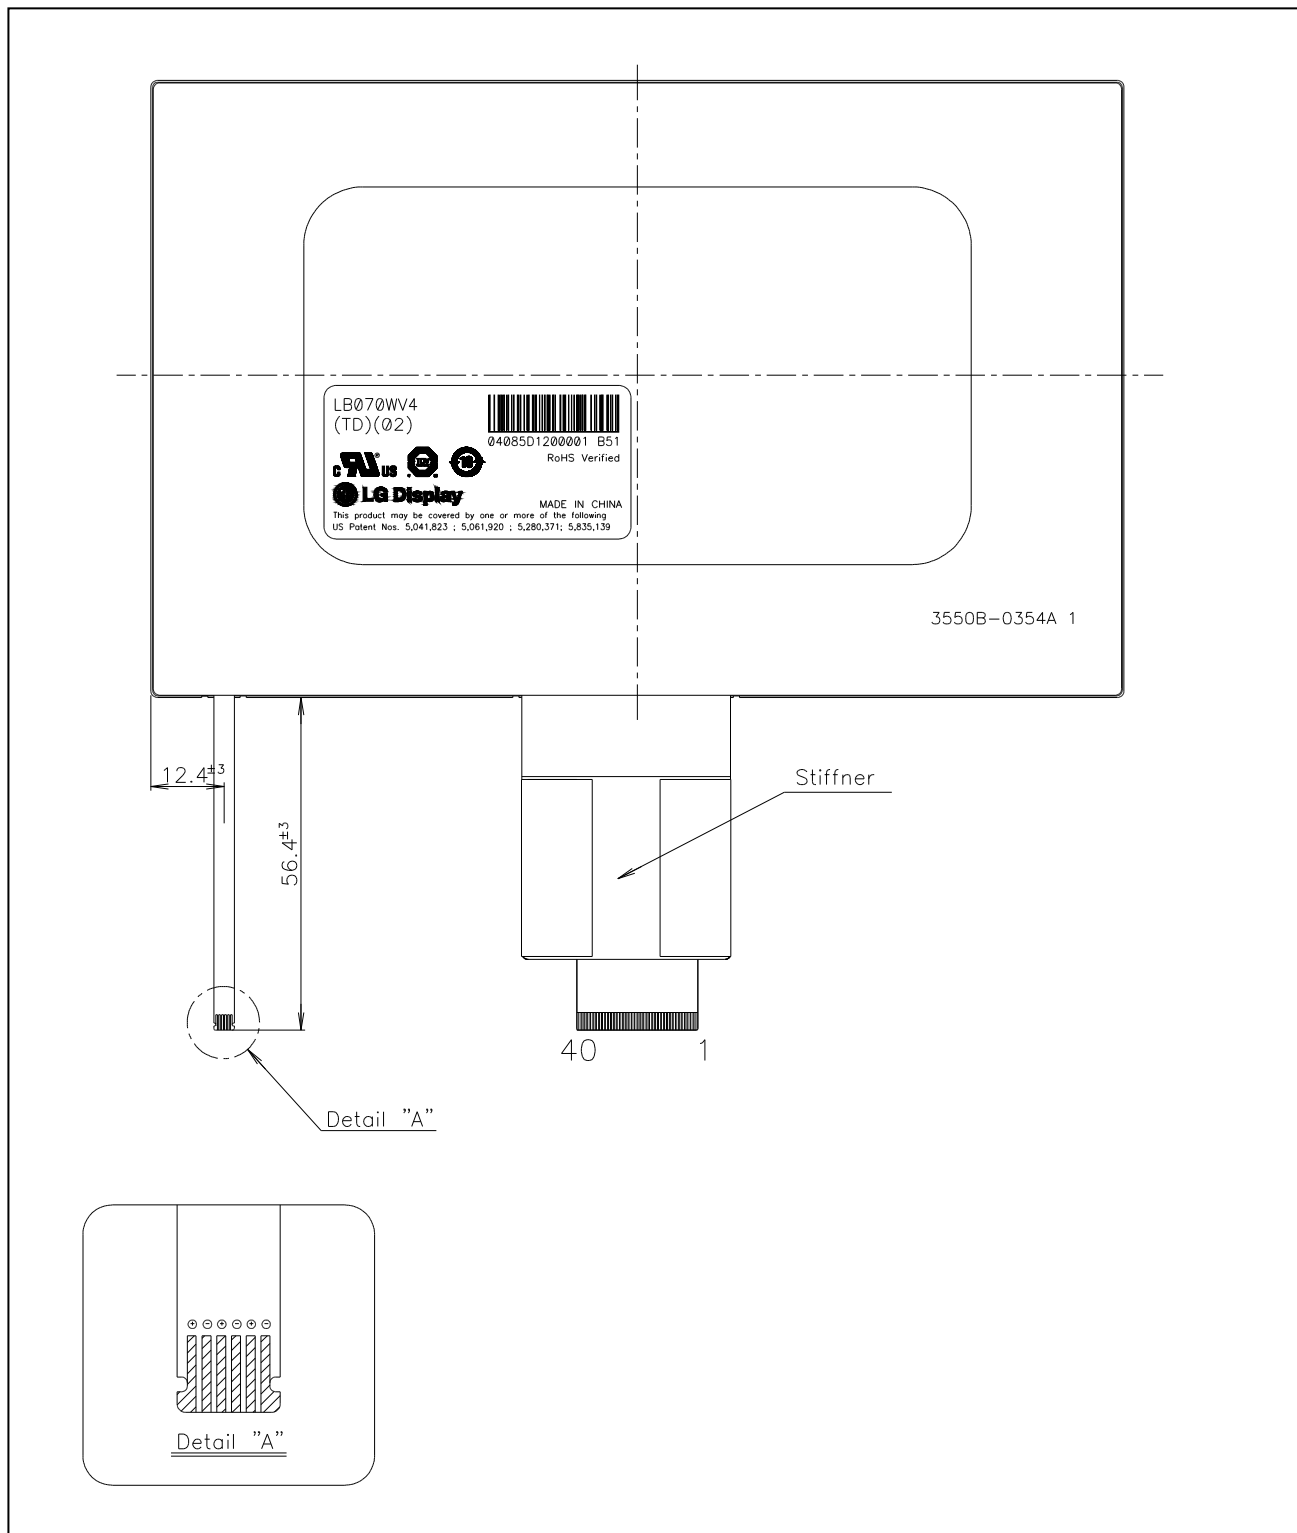 LB070WV4
(TD)(02)
04085D1200001 B51
RoHS Verified
C US
LG Display
MADE IN CHINA
This product may be covered by one or more of the following
US Patent Nos. 5,041,823 ; 5,061,920 ; 5,280,371; 5,835,139
3550B-0354A 1
12.4±3
56.4±3
Stiffner
40 1
Detail "A"
+ - + - + -
Detail "A"